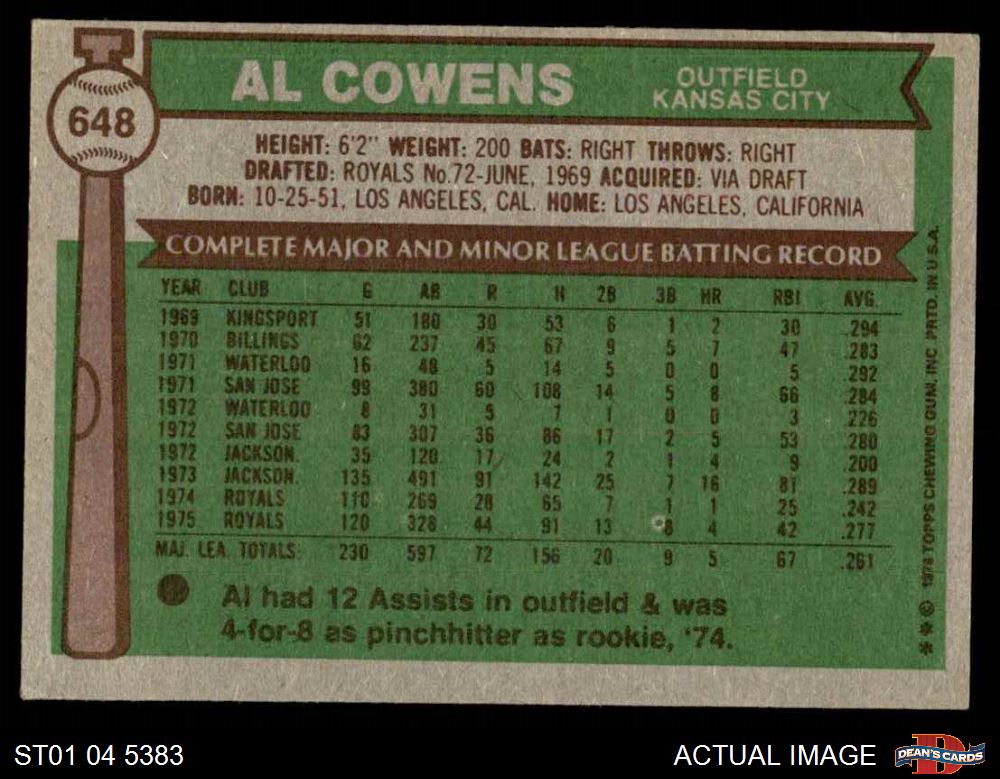 648
AL COWENS
OUTFIELD
KANSAS CITY
HEIGHT: 6'2" WEIGHT: 200 BATS: RIGHT THROWS: RIGHT
DRAFTED: ROYALS No.72-JUNE, 1969 ACQUIRED: VIA DRAFT
BORN: 10-25-51, LOS ANGELES, CAL. HOME: LOS ANGELES, CALIFORNIA
COMPLETE MAJOR AND MINOR LEAGUE BATTING RECORD
YEAR CLUB G AB R H 2B 3B HR RBI AVG.
1969 KINGSPORT 51 180 30 53 6 1 2 30 .294
1970 BILLINGS 62 237 45 67 9 5 7 47 .283
1971 WATERLOO 16 48 5 14 5 0 0 5 .292
1971 SAN JOSE 99 380 60 108 14 5 8 66 .284
1972 WATERLOO 8 31 5 7 1 0 0 3 .226
1972 SAN JOSE 83 307 36 86 17 2 5 53 .280
1972 JACKSON. 35 120 17 24 2 1 4 9 .200
1973 JACKSON. 135 491 91 142 25 7 16 81 .289
1974 ROYALS 110 269 28 65 7 1 1 25 .242
1975 ROYALS 120 328 44 91 13 8 4 42 .277
MAJ. LEA. TOTALS 230 597 72 156 20 9 5 67 .261
Al had 12 Assists in outfield & was
4-for-8 as pinchhitter as rookie, '74.
* * © 1976 TOPPS CHEWING GUM, INC. PRTD. IN U.S.A.
ST01 04 5383
ACTUAL IMAGE
D
DEAN'S CARDS